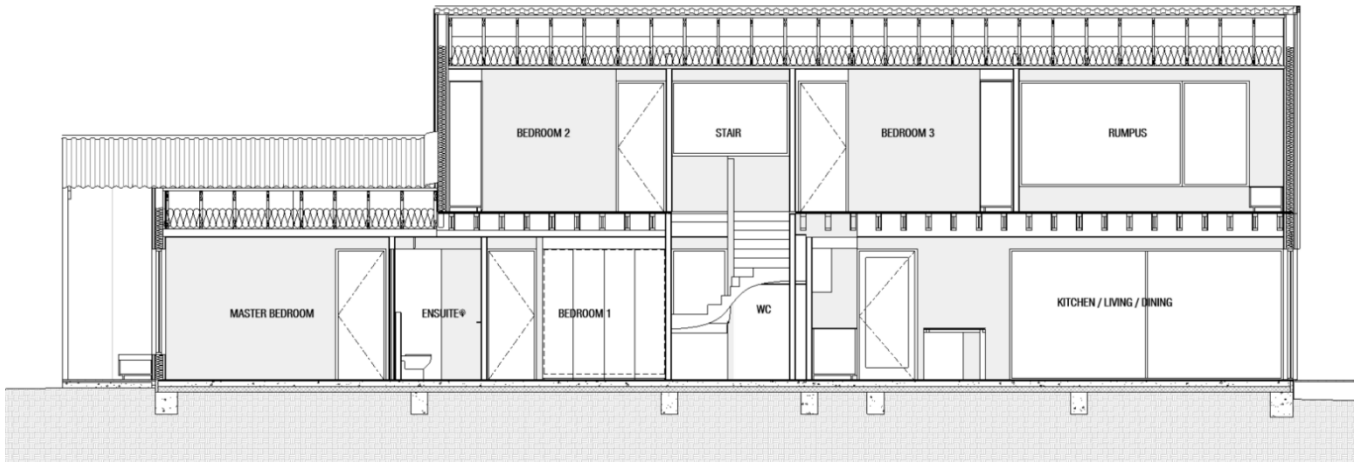 BEDROOM 2
STAIR
BEDROOM 3
RUMPUS
MASTER BEDROOM
ENSUITE
BEDROOM 1
WC
KITCHEN / LIVING / DINING